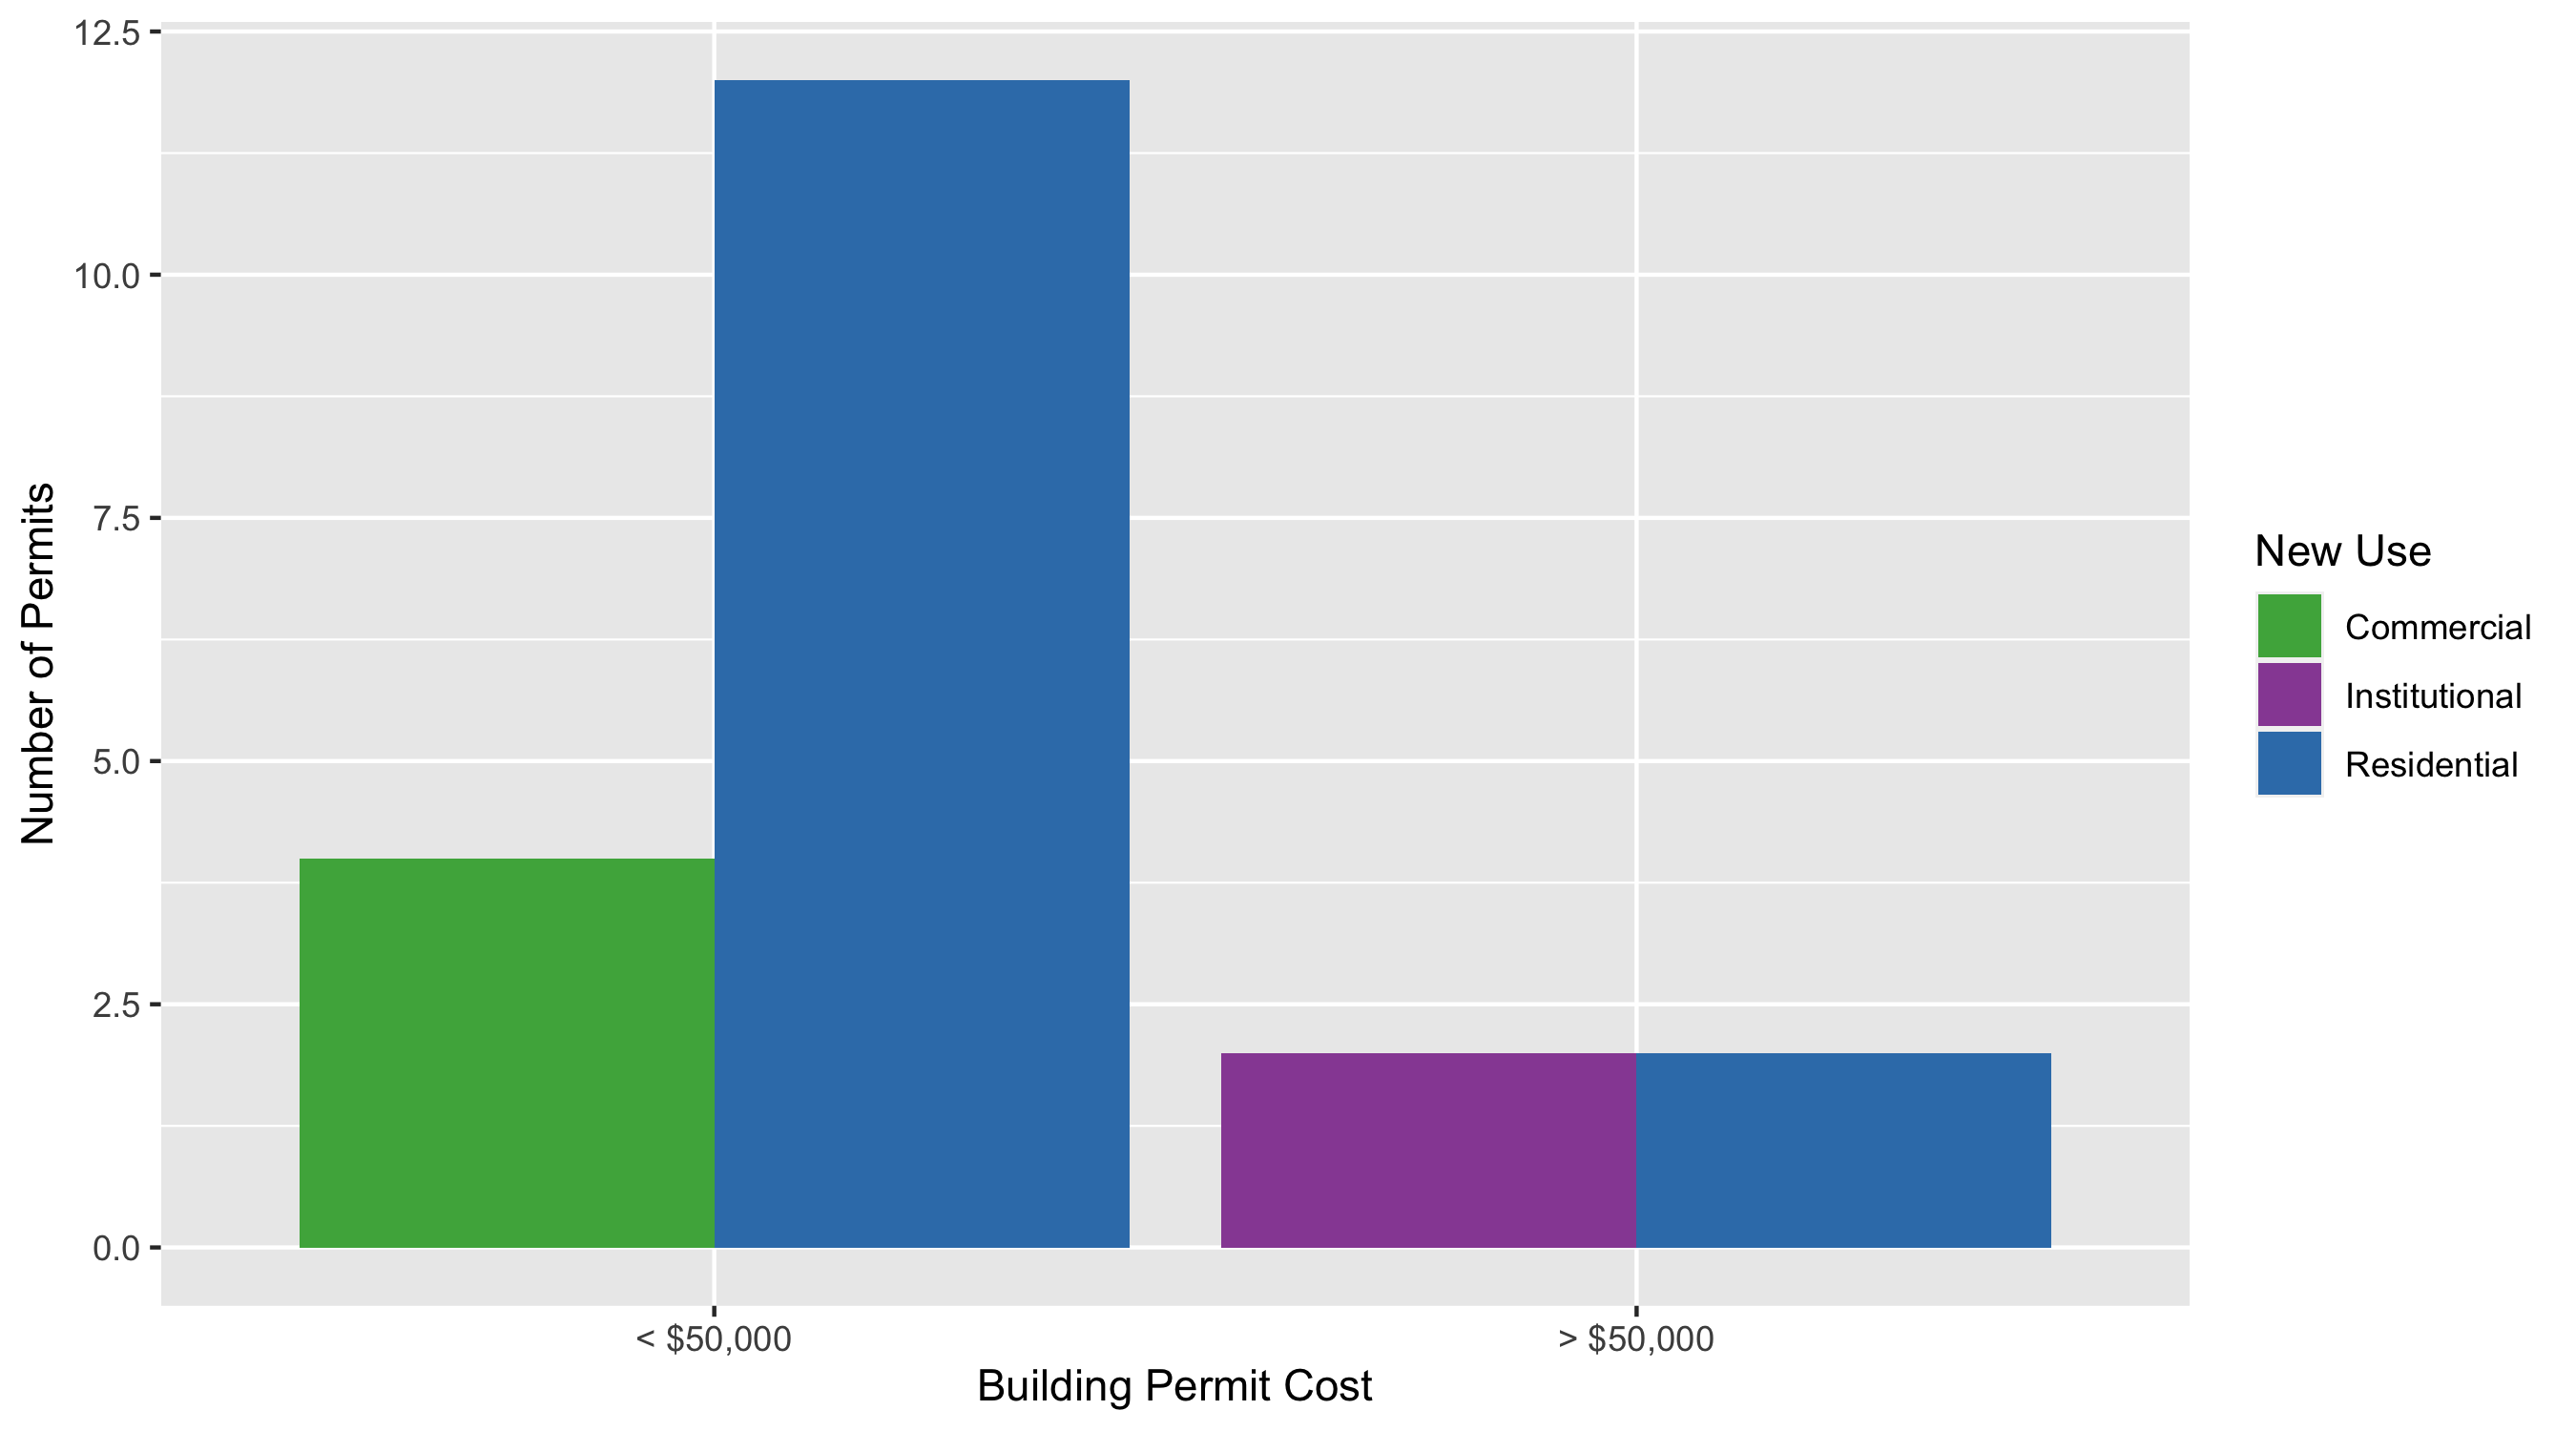 12.5
10.0
7.5
5.0
2.5
0.0
Number of Permits
< $50,000
> $50,000
Building Permit Cost
New Use
Commercial
Institutional
Residential